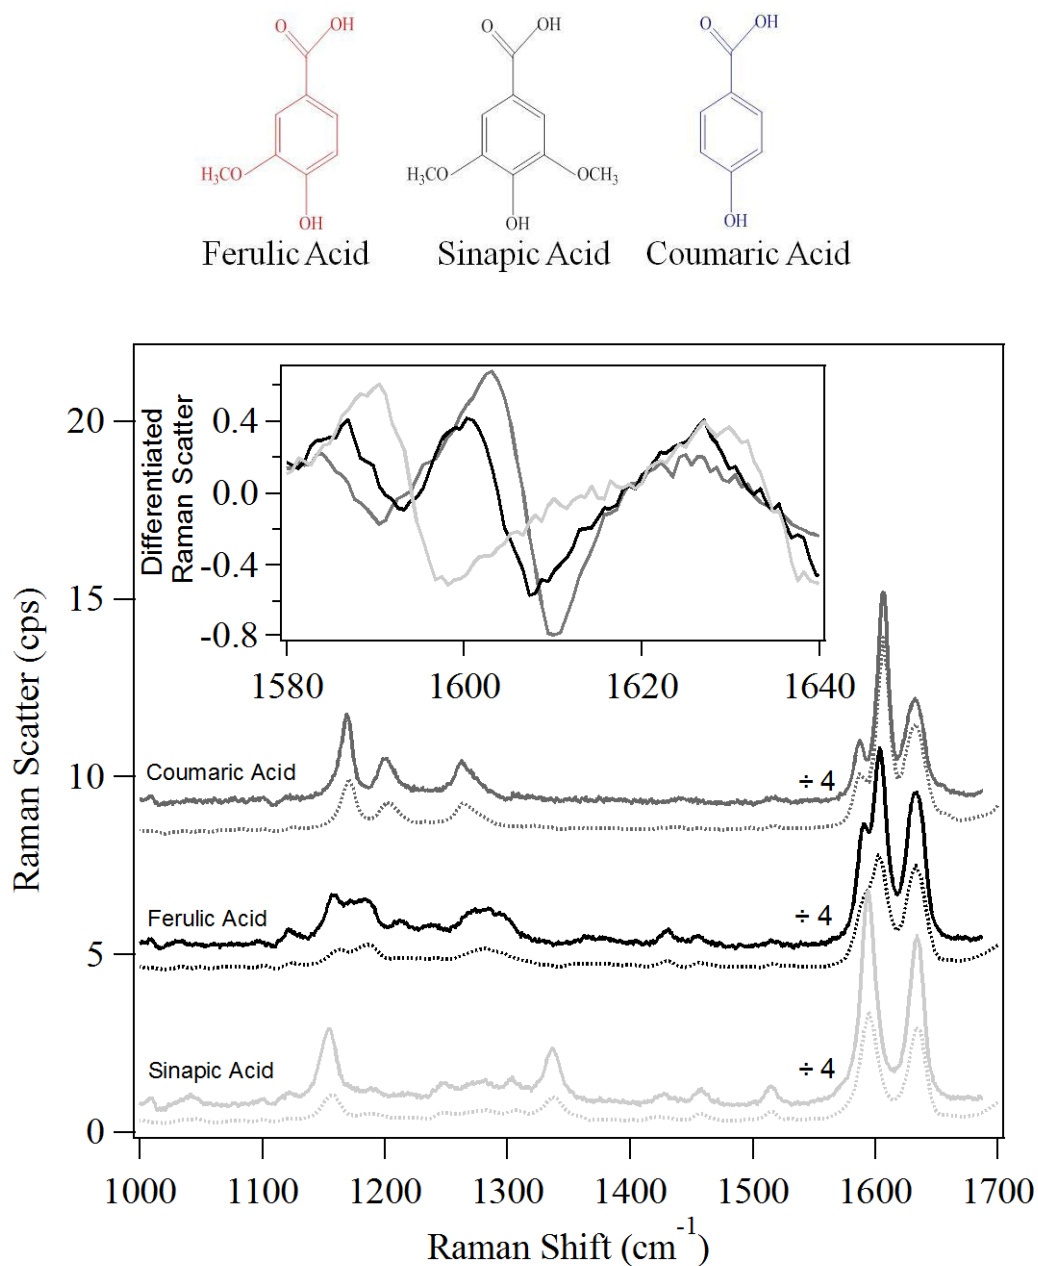 O OH O OH O OH
H₃CO H₃CO OCH₃
OH OH OH
Ferulic Acid Sinapic Acid Coumaric Acid
Differentiated
Raman Scatter
0.4
0.0
-0.4
-0.8
1580 1600 1620 1640
Raman Scatter (cps)
20
15
10
5
0
Coumaric Acid ÷ 4
Ferulic Acid ÷ 4
Sinapic Acid ÷ 4
1000 1100 1200 1300 1400 1500 1600 1700
Raman Shift (cm⁻¹)